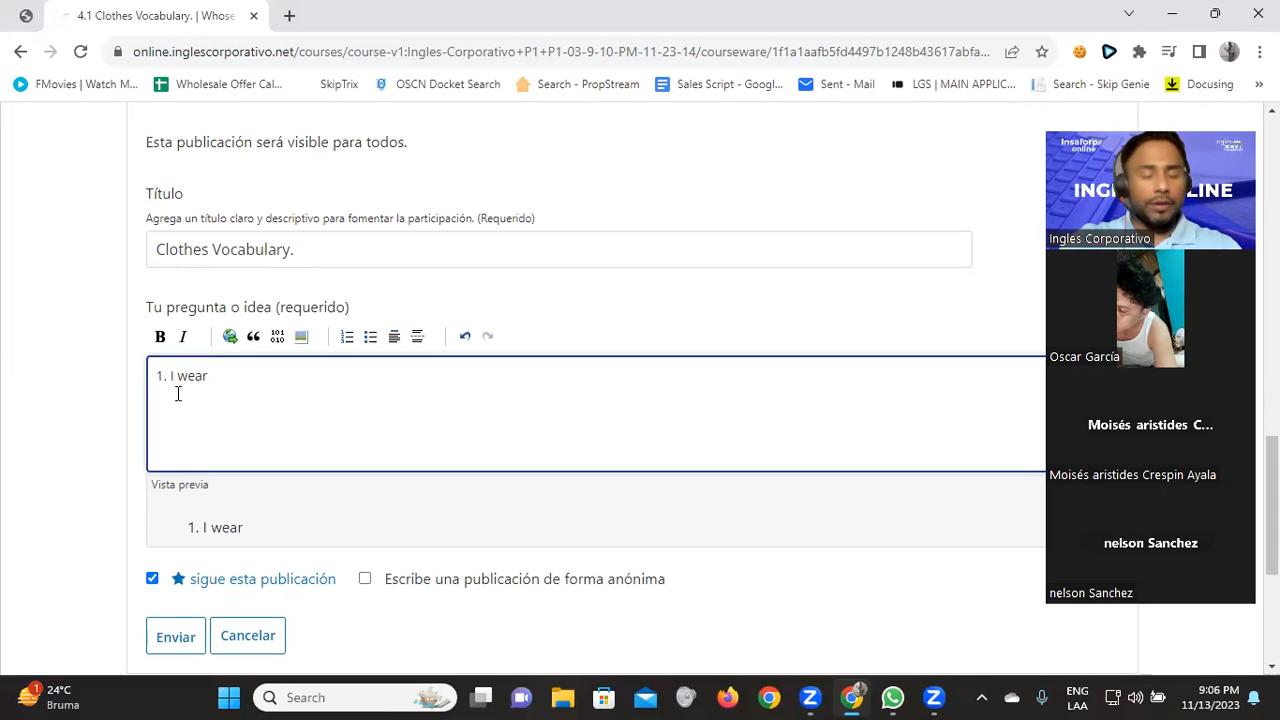 4.1 Clothes Vocabulary. | Whose
online.inglescorporativo.net/courses/course-v1:Ingles-Corporativo+P1+P1-03-9-10-PM-11-23-14/courseware/1f1a1aafb5fd4497b1248b43617abfa...
FMovies | Watch M...
Wholesale Offer Cal...
SkipTrix
OSCN Docket Search
Search - PropStream
Sales Script - Googl...
Sent - Mail
LGS | MAIN APPLIC...
Search - Skip Genie
Docusing
»
Esta publicación será visible para todos.
Título
Agrega un título claro y descriptivo para fomentar la participación. (Requerido)
Clothes Vocabulary.
Tu pregunta o idea (requerido)
B I
1. I wear
Vista previa
1. I wear
sigue esta publicación
Escribe una publicación de forma anónima
Enviar
Cancelar
Insaforp
online
Ingles Corporativo
Oscar García
Moisés aristides C...
Moisés aristides Crespin Ayala
nelson Sanchez
nelson Sanchez
1
24°C
Bruma
Search
ENG
LAA
9:06 PM
11/13/2023